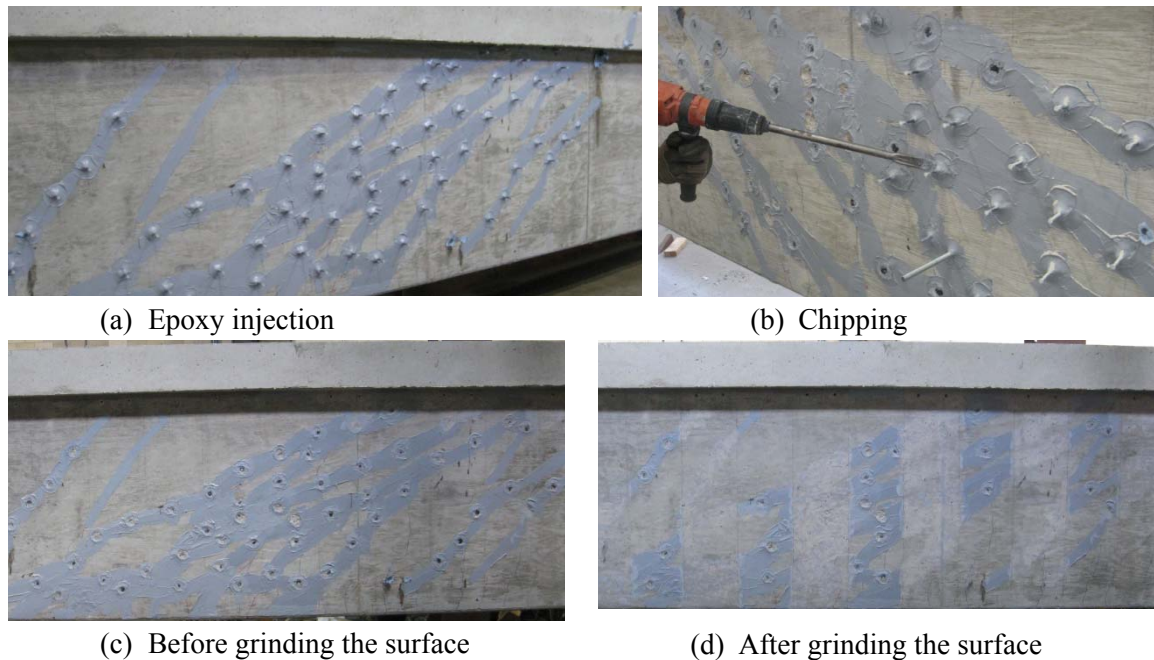 (a) Epoxy injection
(b) Chipping
(c) Before grinding the surface
(d) After grinding the surface